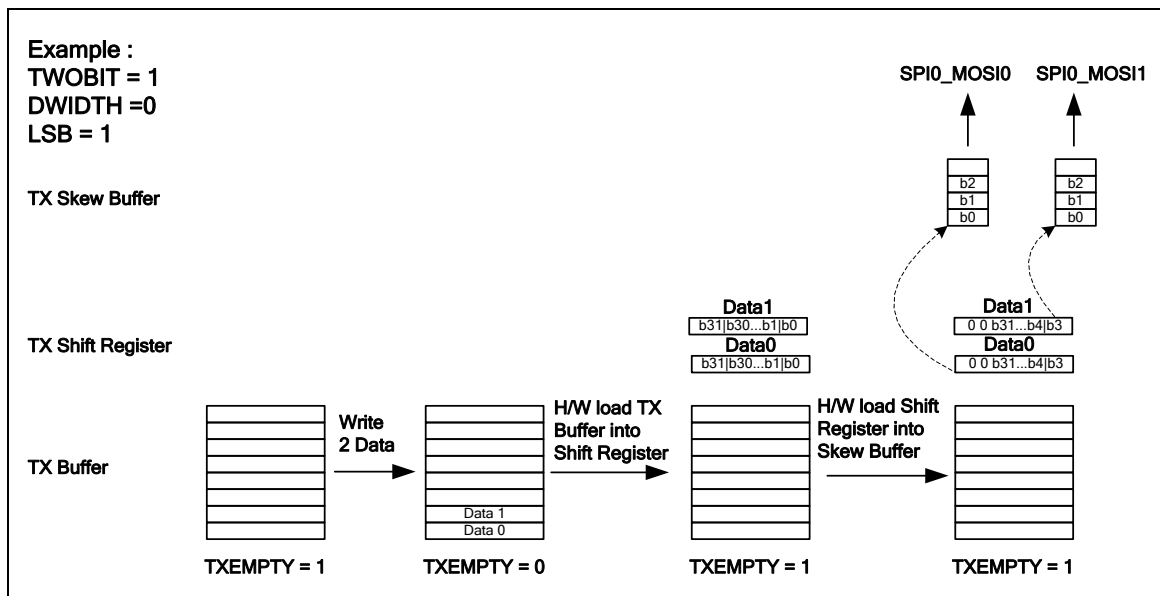 Example :
TWOBIT = 1
DWIDTH =0
LSB = 1
SPI0_MOSI0 SPI0_MOSI1
TX Skew Buffer
b2 b2
b1 b1
b0 b0
Data1 Data1
b31|b30...b1|b0 0 0 b31...b4|b3
TX Shift Register
Data0 Data0
b31|b30...b1|b0 0 0 b31...b4|b3
Write
2 Data
H/W load TX
Buffer into
Shift Register
H/W load Shift
Register into
Skew Buffer
TX Buffer
Data 1
Data 0
TXEMPTY = 1 TXEMPTY = 0 TXEMPTY = 1 TXEMPTY = 1